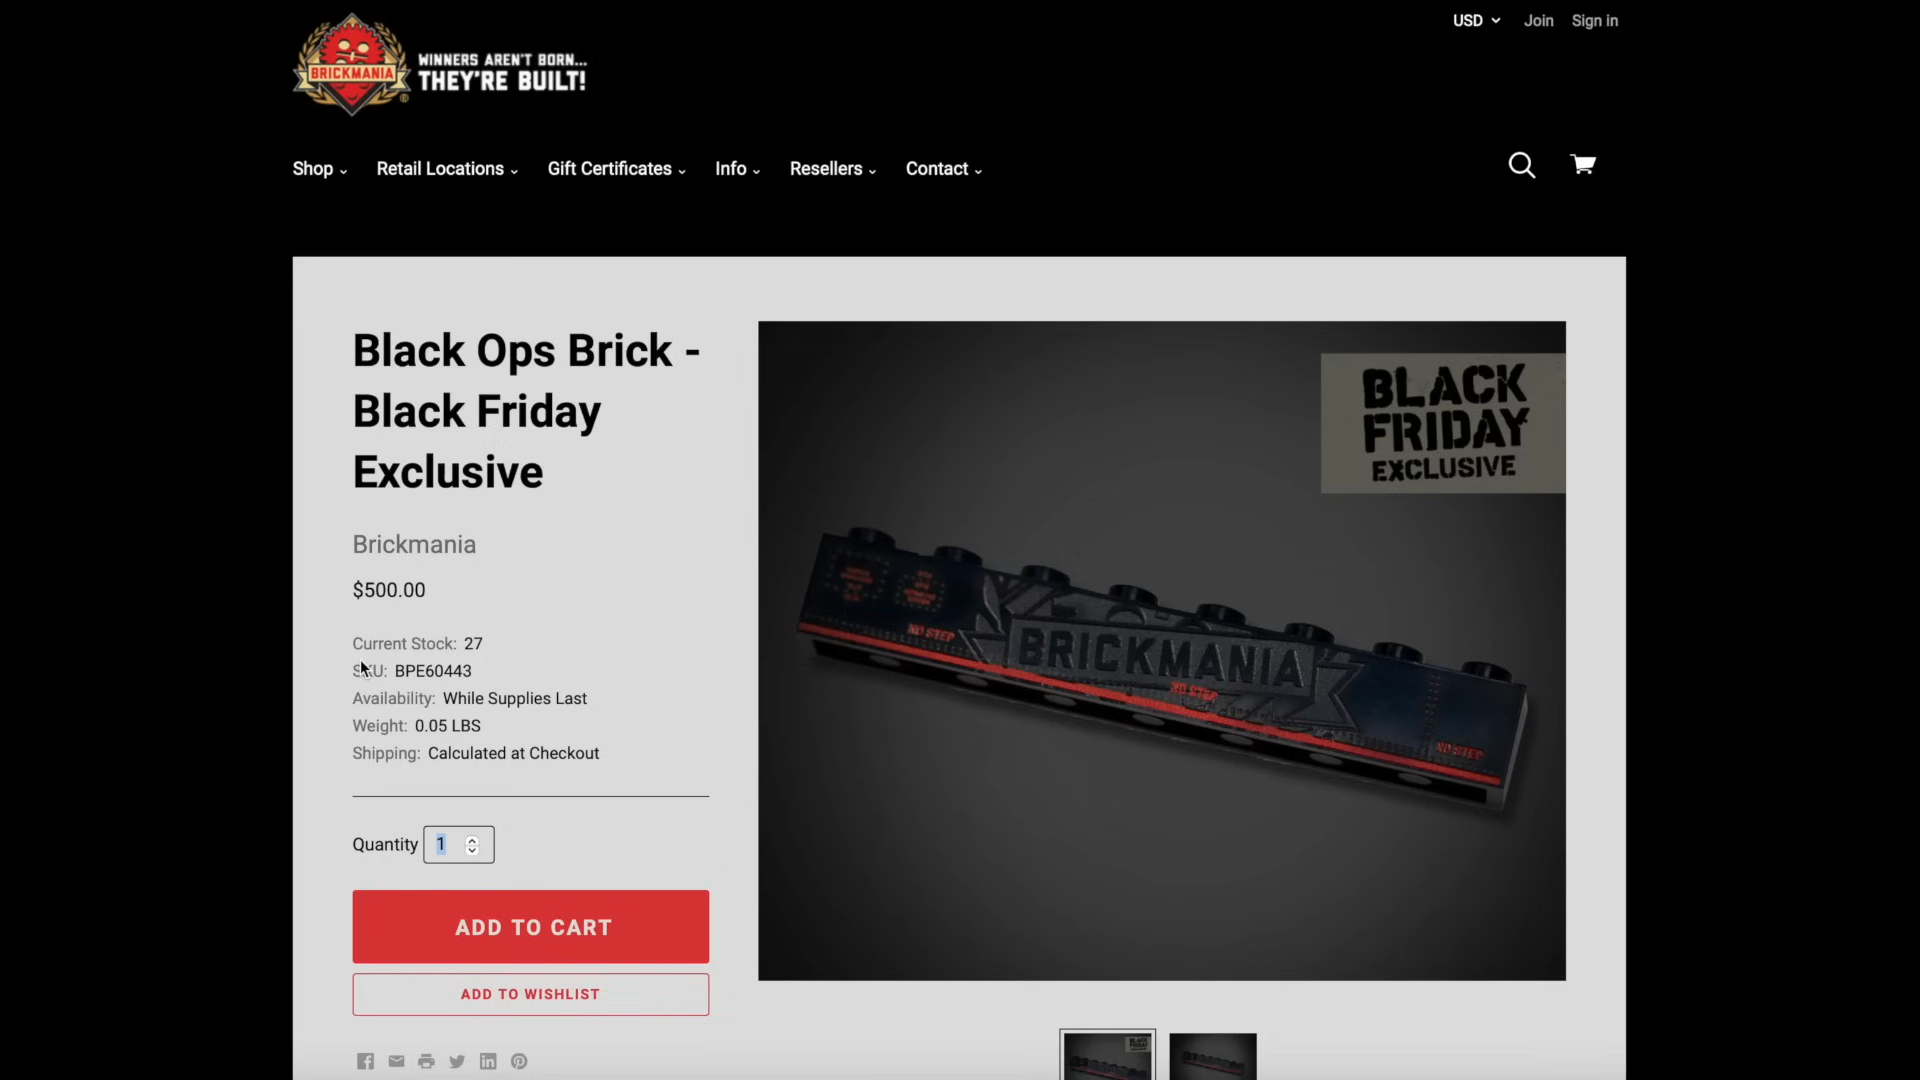 BRICKMANIA
WINNERS AREN'T BORN...
THEY'RE BUILT!
USD
Join
Sign in
Shop
Retail Locations
Gift Certificates
Info
Resellers
Contact
Black Ops Brick -
Black Friday
Exclusive
Brickmania
$500.00
Current Stock: 27
SKU: BPE60443
Availability: While Supplies Last
Weight: 0.05 LBS
Shipping: Calculated at Checkout
Quantity 1
ADD TO CART
ADD TO WISHLIST
BLACK
FRIDAY
EXCLUSIVE
NO STEP
BRICKMANIA
NO STEP
NO STEP